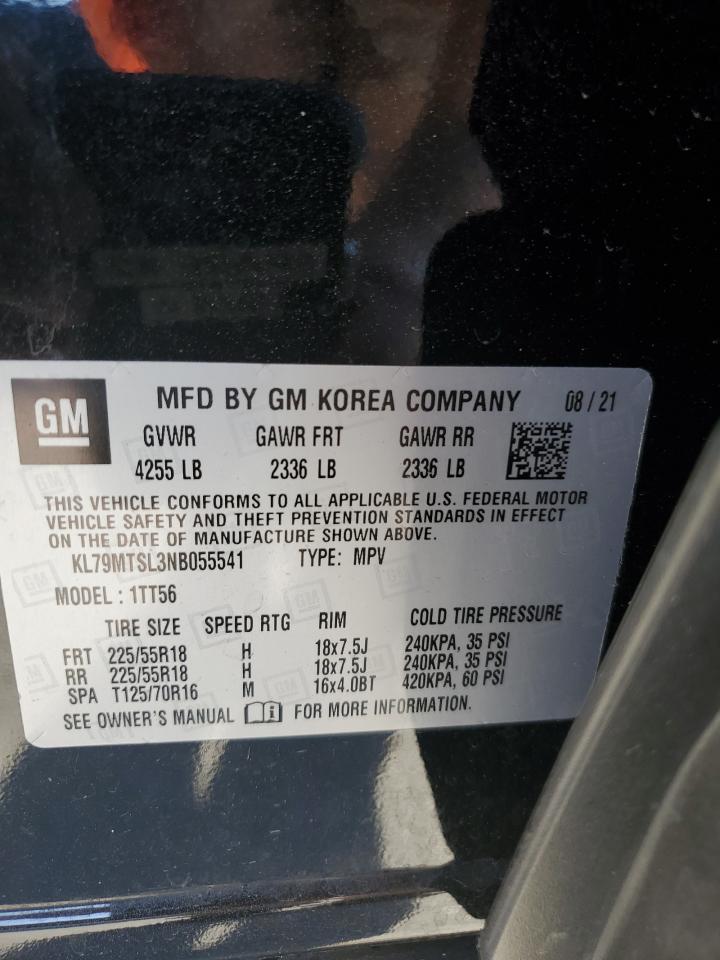 GM MFD BY GM KOREA COMPANY 08 / 21
GVWR GAWR FRT GAWR RR
4255 LB 2336 LB 2336 LB
THIS VEHICLE CONFORMS TO ALL APPLICABLE U.S. FEDERAL MOTOR
VEHICLE SAFETY AND THEFT PREVENTION STANDARDS IN EFFECT
ON THE DATE OF MANUFACTURE SHOWN ABOVE.
KL79MTSL3NB055541 TYPE: MPV
MODEL : 1TT56
TIRE SIZE SPEED RTG RIM COLD TIRE PRESSURE
FRT 225/55R18 H 18x7.5J 240KPA, 35 PSI
RR 225/55R18 H 18x7.5J 240KPA, 35 PSI
SPA T125/70R16 M 16x4.0BT 420KPA, 60 PSI
SEE OWNER'S MANUAL i FOR MORE INFORMATION.